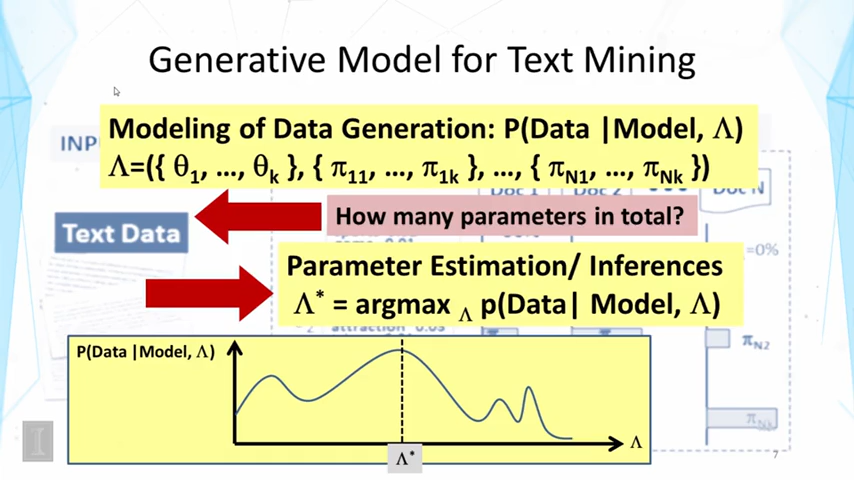 Generative Model for Text Mining
Modeling of Data Generation: P(Data |Model, Λ)
Λ=({ θ1, …, θk }, { π11, …, π1k }, …, { πN1, …, πNk })
INP
Doc 1 Doc 2 Doc N
How many parameters in total?
Text Data
=0%
Parameter Estimation/ Inferences
Λ* = argmax Λ p(Data| Model, Λ)
attraction 0.03
πN2
P(Data |Model, Λ)
Λ
Λ*
7